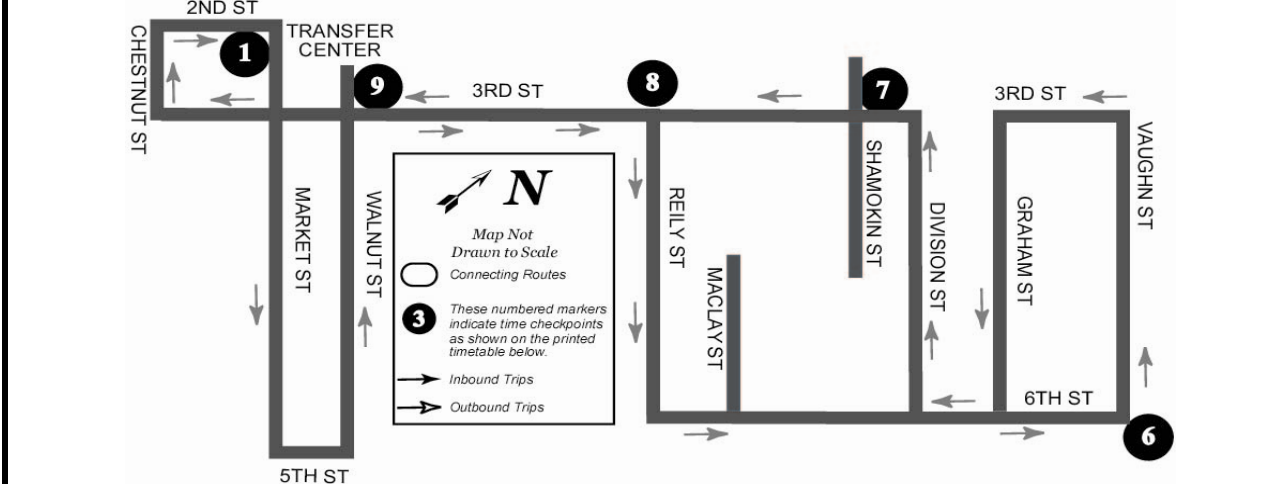 2ND ST
TRANSFER
CENTER
CHESTNUT ST
1
9
3RD ST
8
7
3RD ST
VAUGHN ST
MARKET ST
WALNUT ST
N
Map Not
Drawn to Scale
Connecting Routes
3
These numbered markers
indicate time checkpoints
as shown on the printed
timetable below.
Inbound Trips
Outbound Trips
REILY ST
MACLAY ST
SHAMOKIN ST
DIVISION ST
GRAHAM ST
6TH ST
6
5TH ST